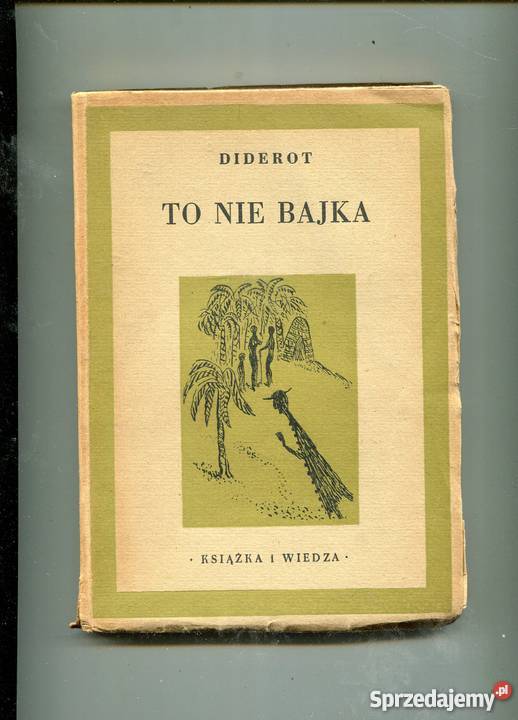 DIDEROT
TO NIE BAJKA
· KSIĄŻKA I WIEDZA ·
Sprzedajemy.pl